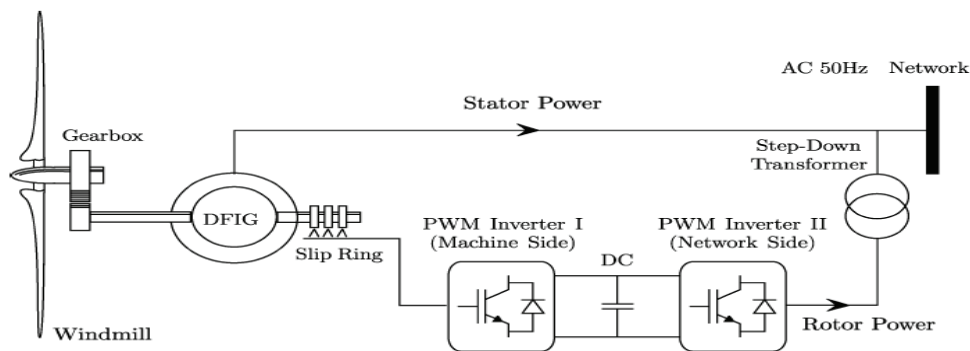 AC 50Hz Network
Stator Power
Gearbox
Step-Down
Transformer
DFIG
PWM Inverter I
(Machine Side)
PWM Inverter II
(Network Side)
Slip Ring
DC
Rotor Power
Windmill